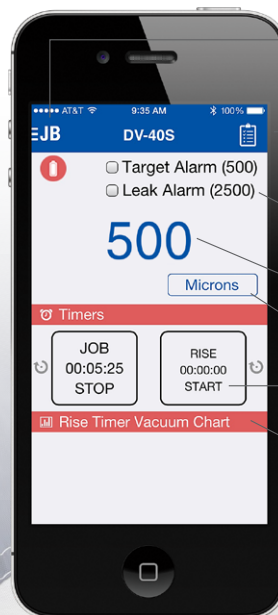 AT&T 9:35 AM 100%
JB DV-40S
Target Alarm (500)
Leak Alarm (2500)
500
Microns
Timers
JOB
00:05:25
STOP
RISE
00:00:00
START
Rise Timer Vacuum Chart